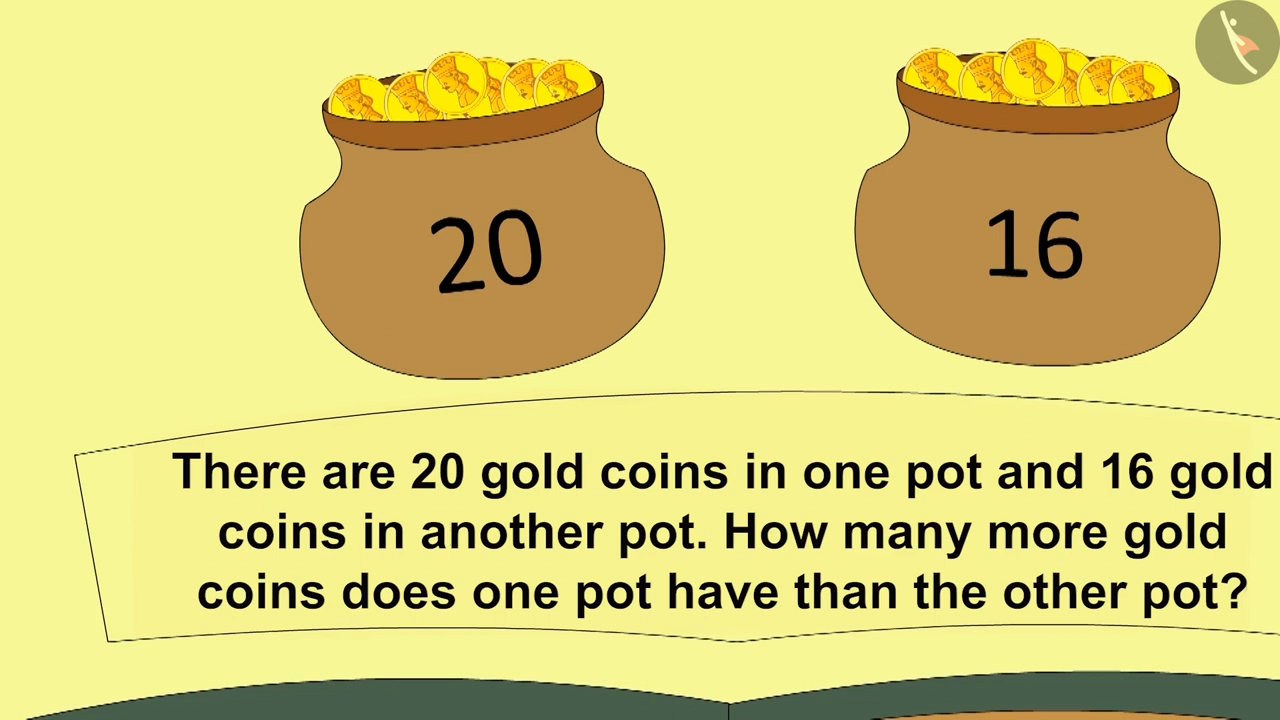 20
16
There are 20 gold coins in one pot and 16 gold
coins in another pot. How many more gold
coins does one pot have than the other pot?